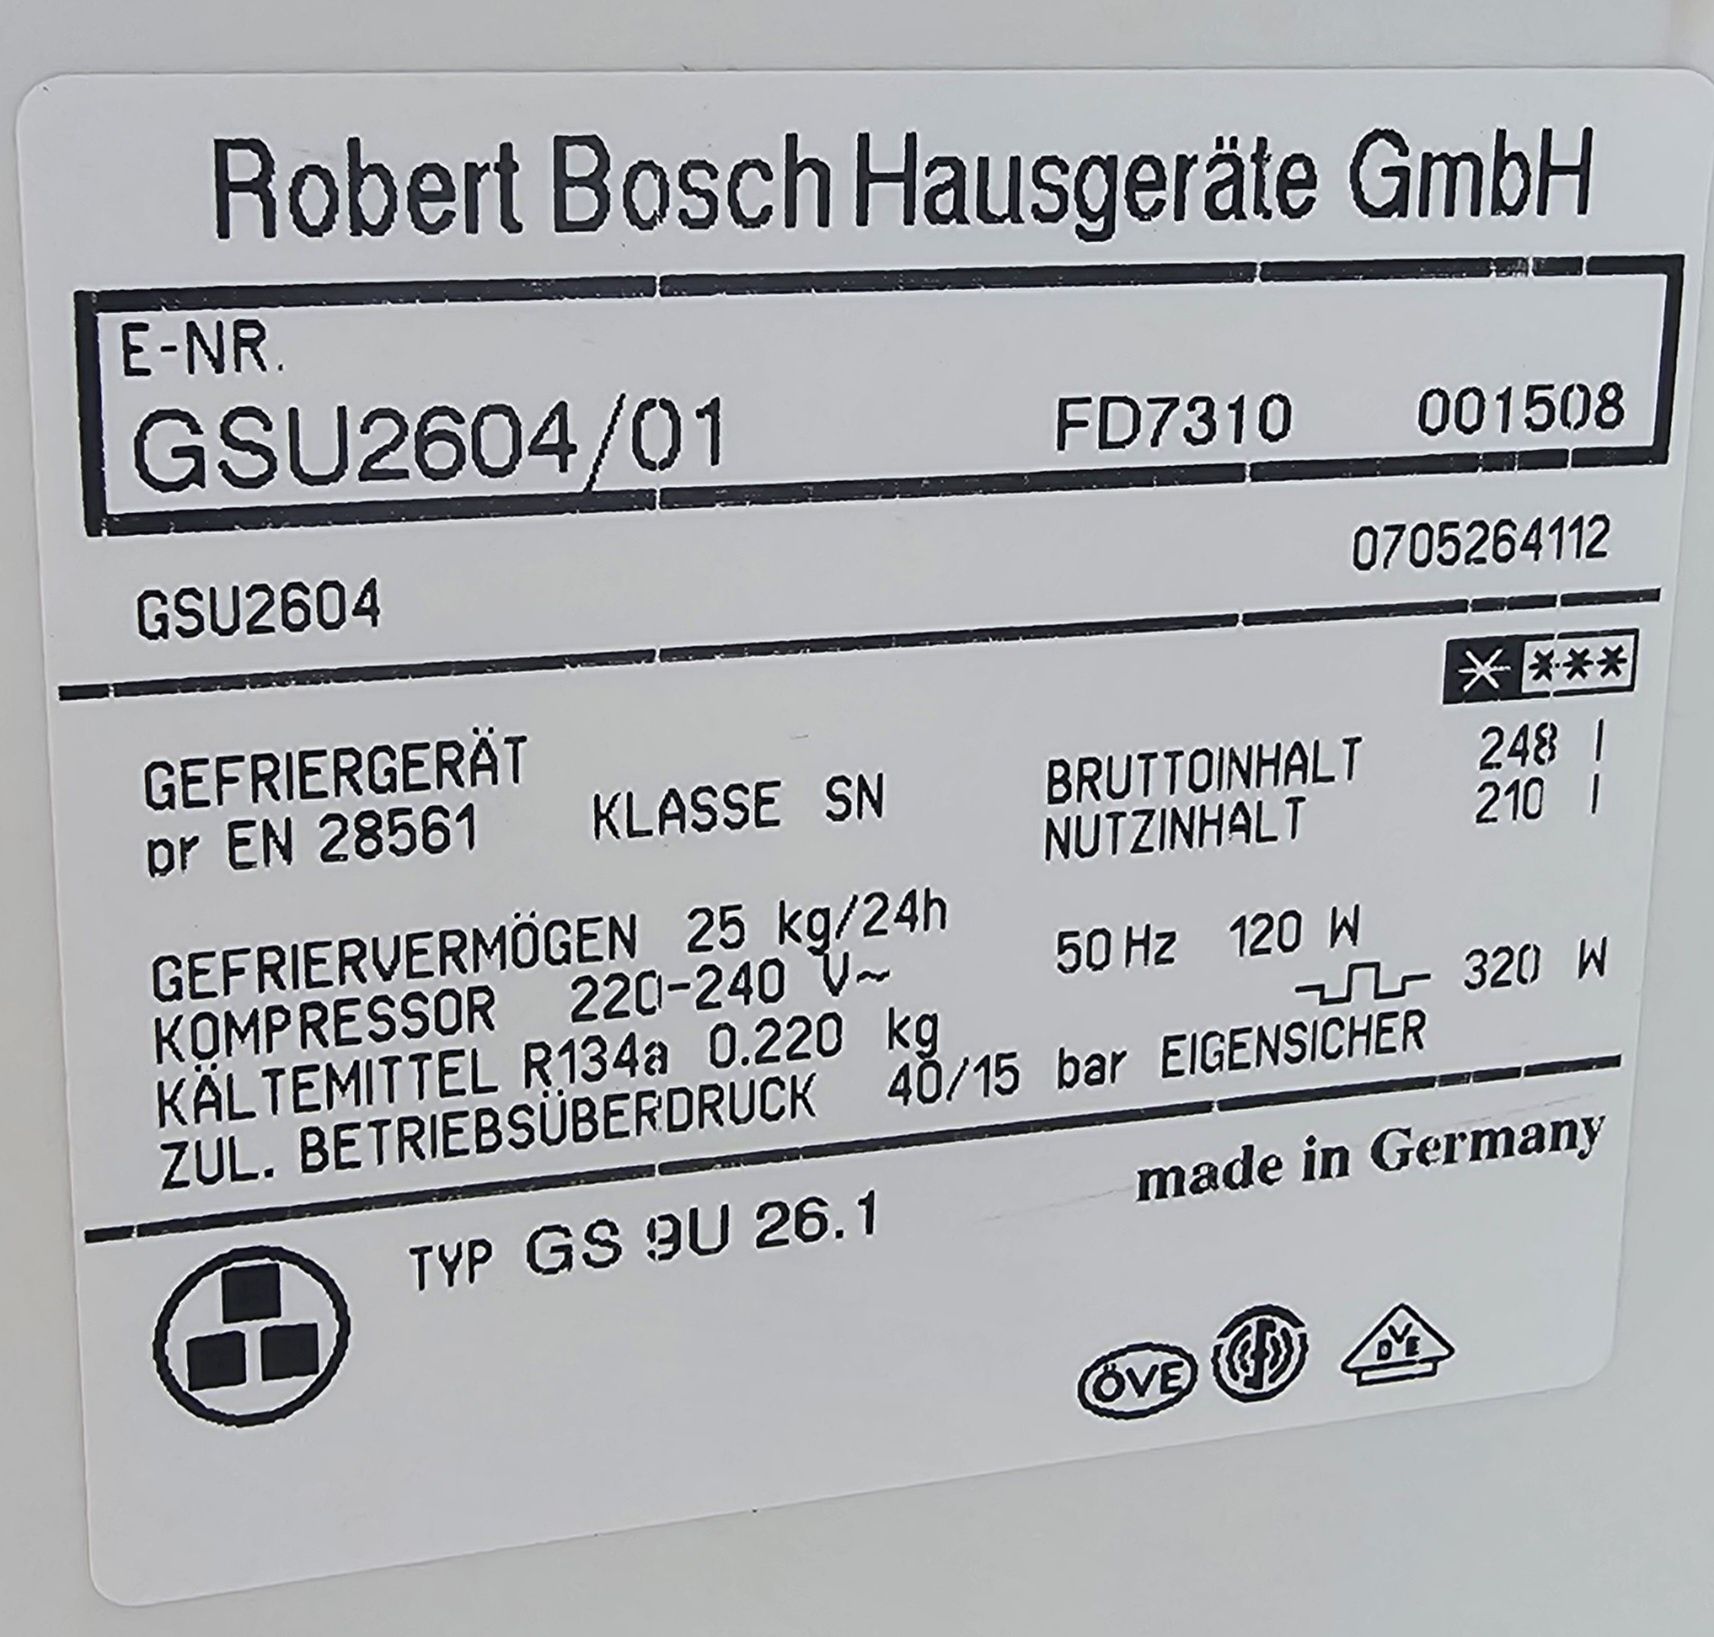 Robert Bosch Hausgeräte GmbH
E-NR.
GSU2604/01 FD7310 001508
0705264112
GSU2604
* ***
GEFRIERGERÄT
pr EN 28561 KLASSE SN
BRUTTOINHALT 248 l
NUTZINHALT 210 l
GEFRIERVERMÖGEN 25 kg/24h
KOMPRESSOR 220-240 V~ 50 Hz 120 W
320 W
KÄLTEMITTEL R134a 0.220 kg
ZUL. BETRIEBSÜBERDRUCK 40/15 bar EIGENSICHER
made in Germany
TYP GS 9U 26.1
ÖVE
DVE